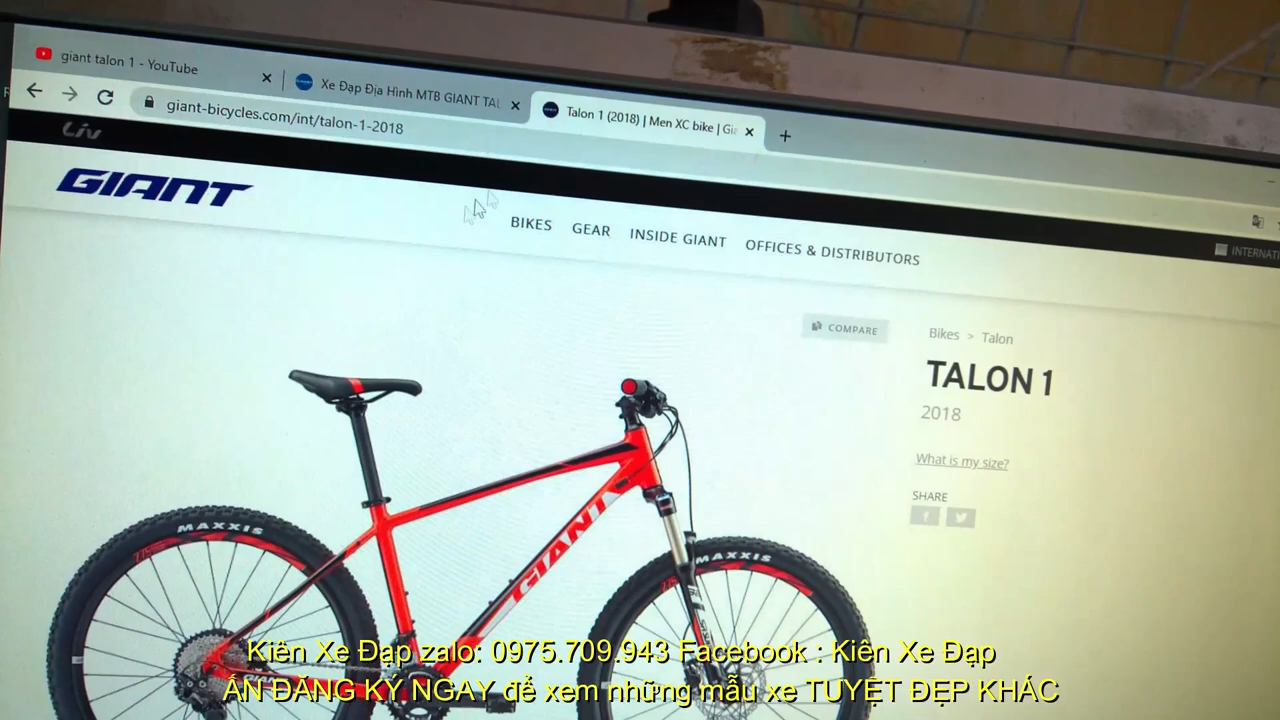 giant talon 1 - YouTube
Xe Đạp Địa Hình MTB GIANT TAL
Talon 1 (2018) | Men XC bike | Gia
giant-bicycles.com/int/talon-1-2018
Liv
GIANT
BIKES GEAR INSIDE GIANT OFFICES & DISTRIBUTORS
INTERNATI
COMPARE
Bikes > Talon
TALON 1
2018
What is my size?
SHARE
MAXXIS
GIANT
MAXXIS
Kiên Xe Đạp zalo: 0975.709.943 Facebook : Kiên Xe Đạp
ẤN ĐĂNG KÝ NGAY để xem những mẫu xe TUYỆT ĐẸP KHÁC